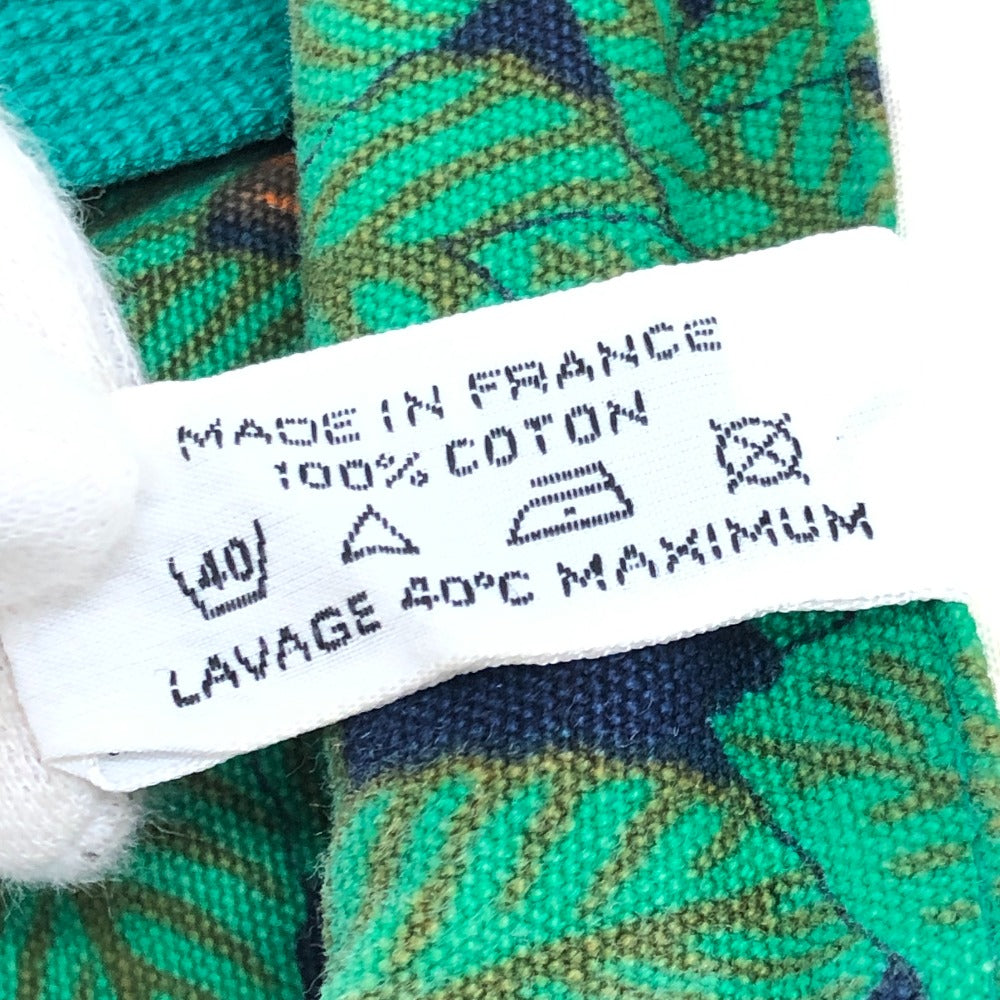 MADE IN FRANCE
100% COTON
40
LAVAGE 40°C MAXIMUM